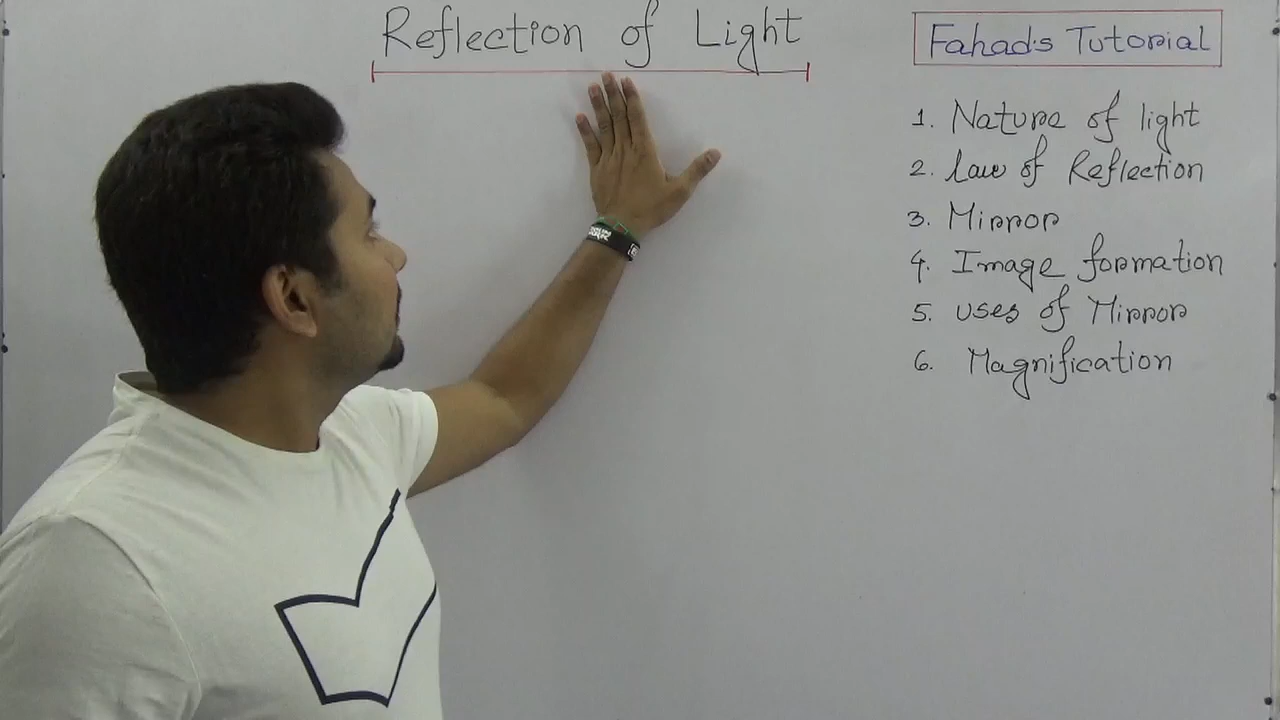 Reflection of Light
Fahad's Tutorial
1. Nature of light
2. Law of Reflection
3. Mirror
4. Image formation
5. uses of Mirror
6. Magnification